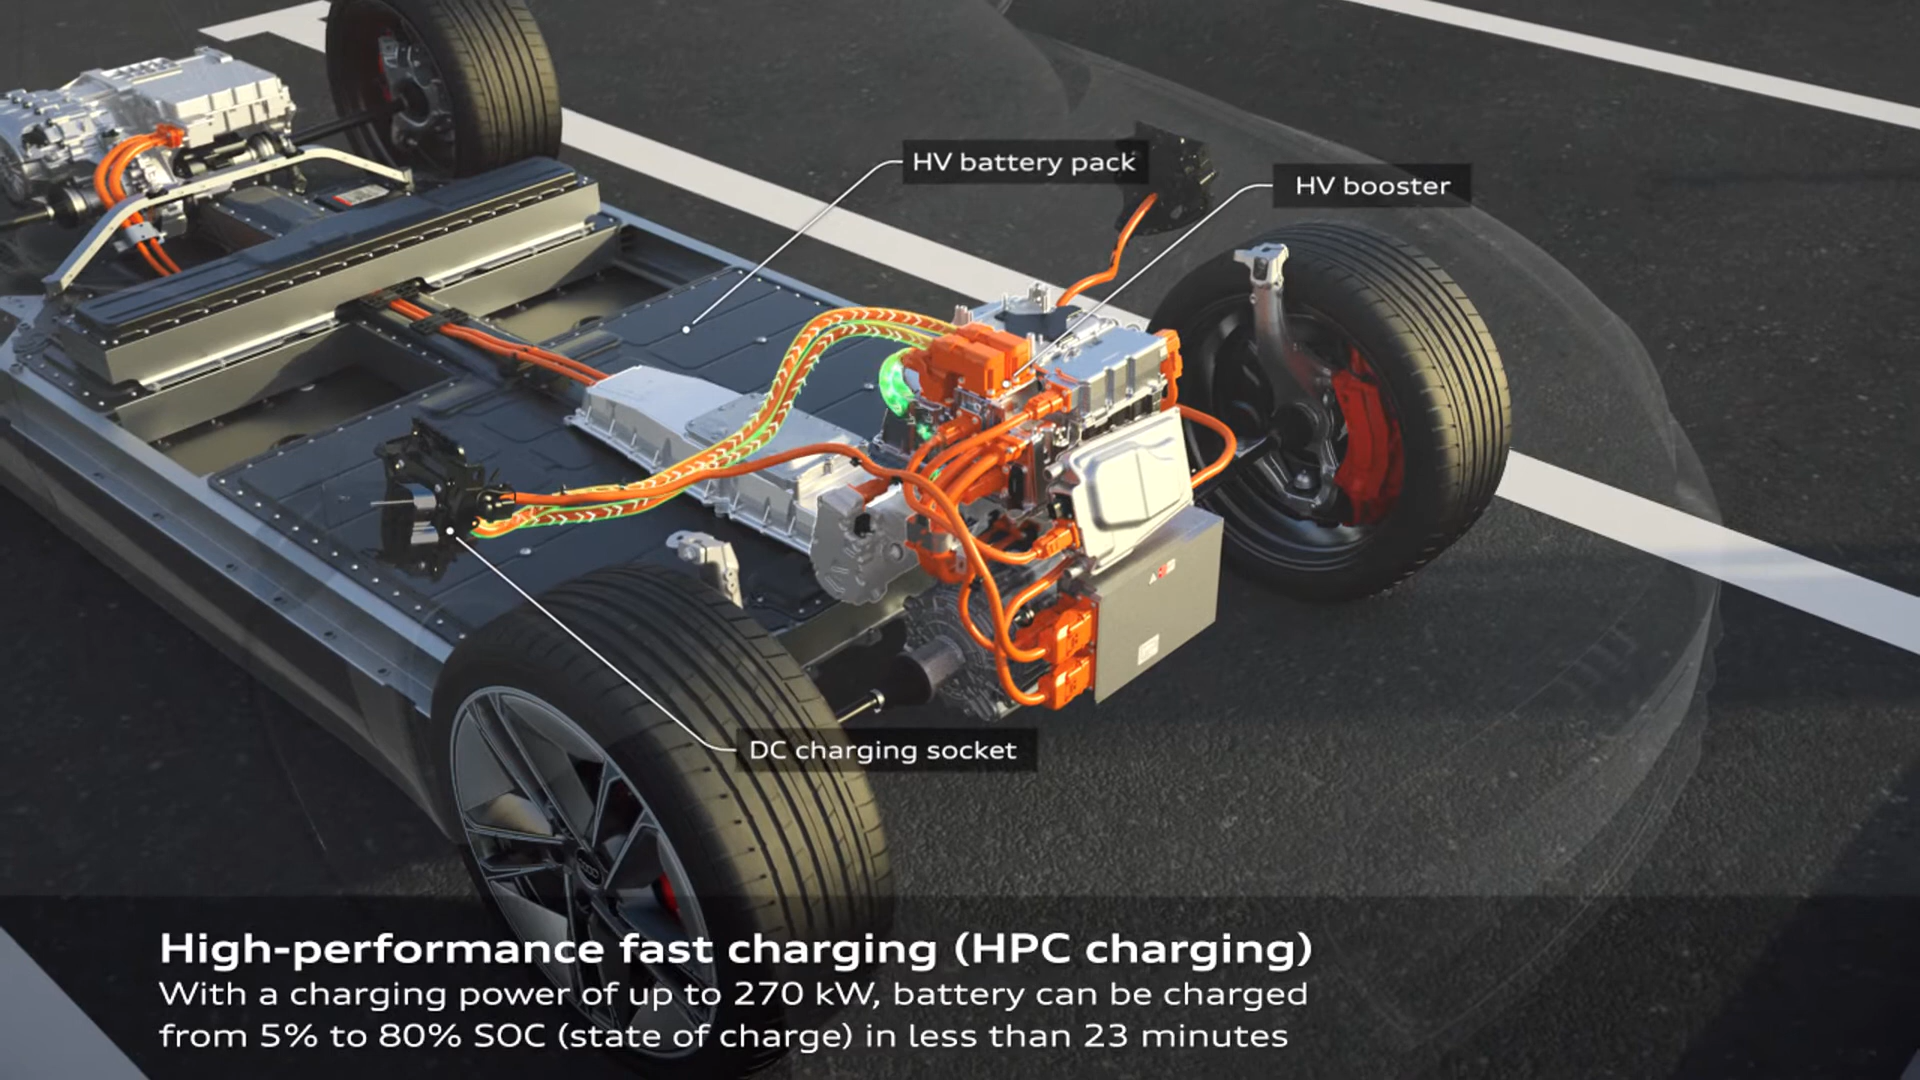 HV battery pack
HV booster
DC charging socket
High-performance fast charging (HPC charging)
With a charging power of up to 270 kW, battery can be charged
from 5% to 80% SOC (state of charge) in less than 23 minutes